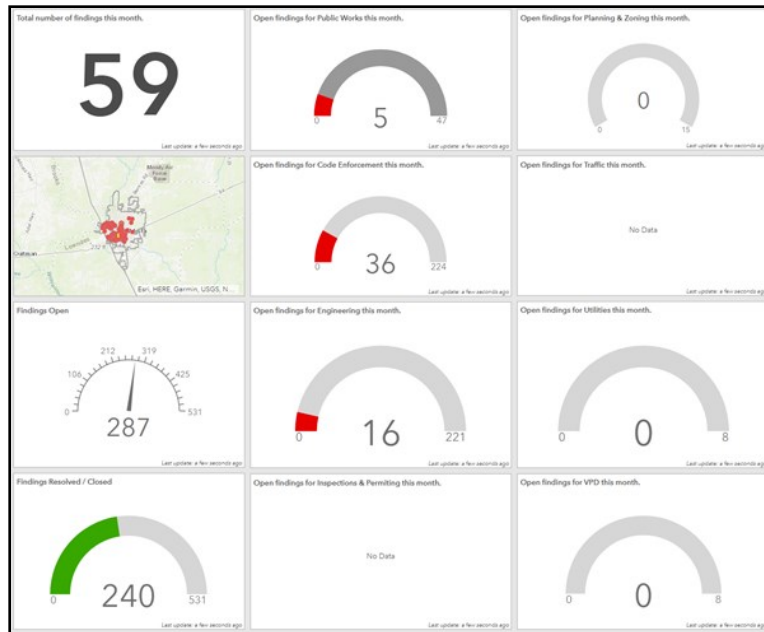 Total number of findings this month.
59
Last update: a few seconds ago
Open findings for Public Works this month.
0
5
47
Last update: a few seconds ago
Open findings for Planning & Zoning this month.
0
0
15
Last update: a few seconds ago
Moody Air
Force
Base
Lowndes
Quitman
Esri, HERE, Garmin, USGS, N...
Open findings for Code Enforcement this month.
0
36
224
Last update: a few seconds ago
Open findings for Traffic this month.
No Data
Last update: a few seconds ago
Findings Open
0
106
212
319
425
531
287
Last update: a few seconds ago
Open findings for Engineering this month.
0
16
221
Last update: a few seconds ago
Open findings for Utilities this month.
0
0
8
Last update: a few seconds ago
Findings Resolved / Closed
0
240
531
Last update: a few seconds ago
Open findings for Inspections & Permiting this month.
No Data
Last update: a few seconds ago
Open findings for VPD this month.
0
0
8
Last update: a few seconds ago